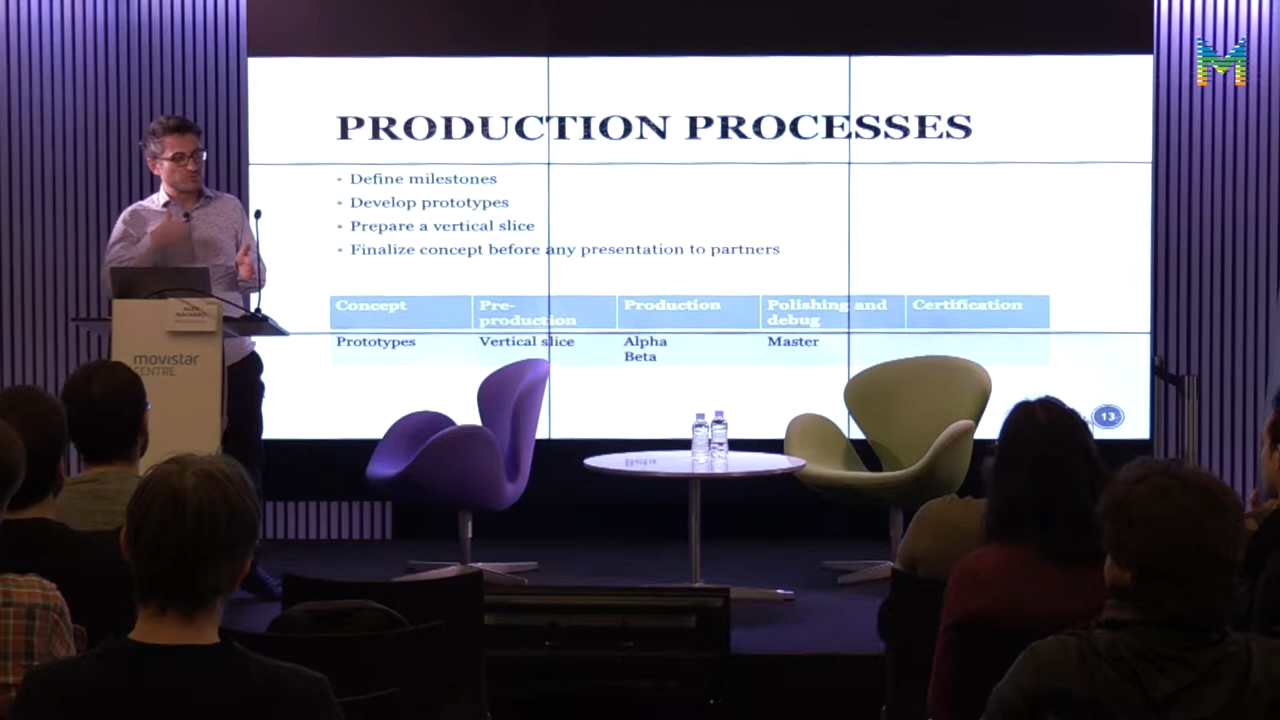 PRODUCTION PROCESSES
Define milestones
Develop prototypes
Prepare a vertical slice
Finalize concept before any presentation to partners
Concept
Pre-
production
Production
Polishing and
debug
Certification
Prototypes
Vertical slice
Alpha
Beta
Master
13
movistar
CENTRE
M